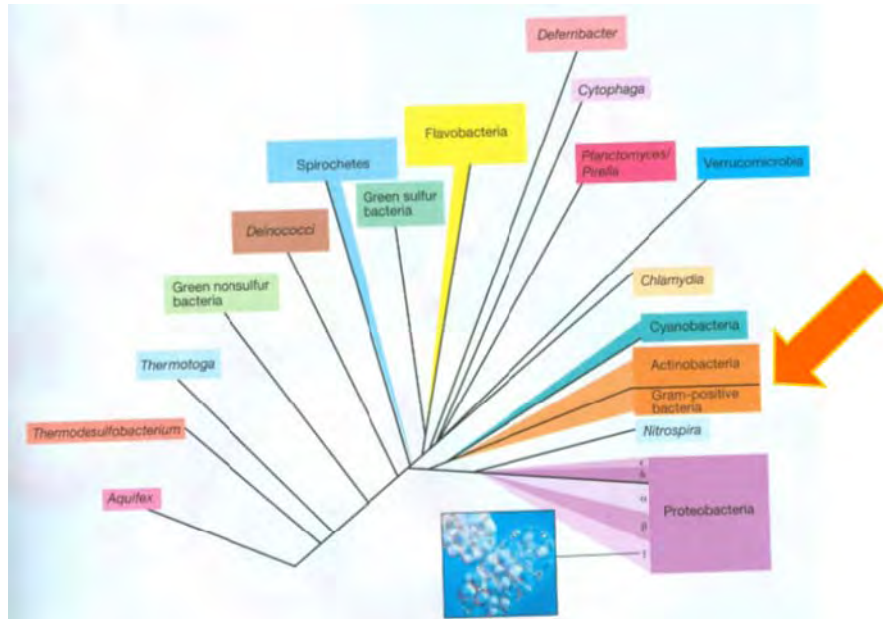 Deferribacter
Cytophaga
Flavobacteria
Planctomyces/
Pirella
Verrucomicrobia
Spirochetes
Green sulfur
bacteria
Deinococci
Chlamydia
Green nonsulfur
bacteria
Cyanobacteria
Actinobacteria
Thermotoga
Gram-positive
bacteria
Nitrospira
Thermodesulfobacterium
Aquifex
Proteobacteria
α
β